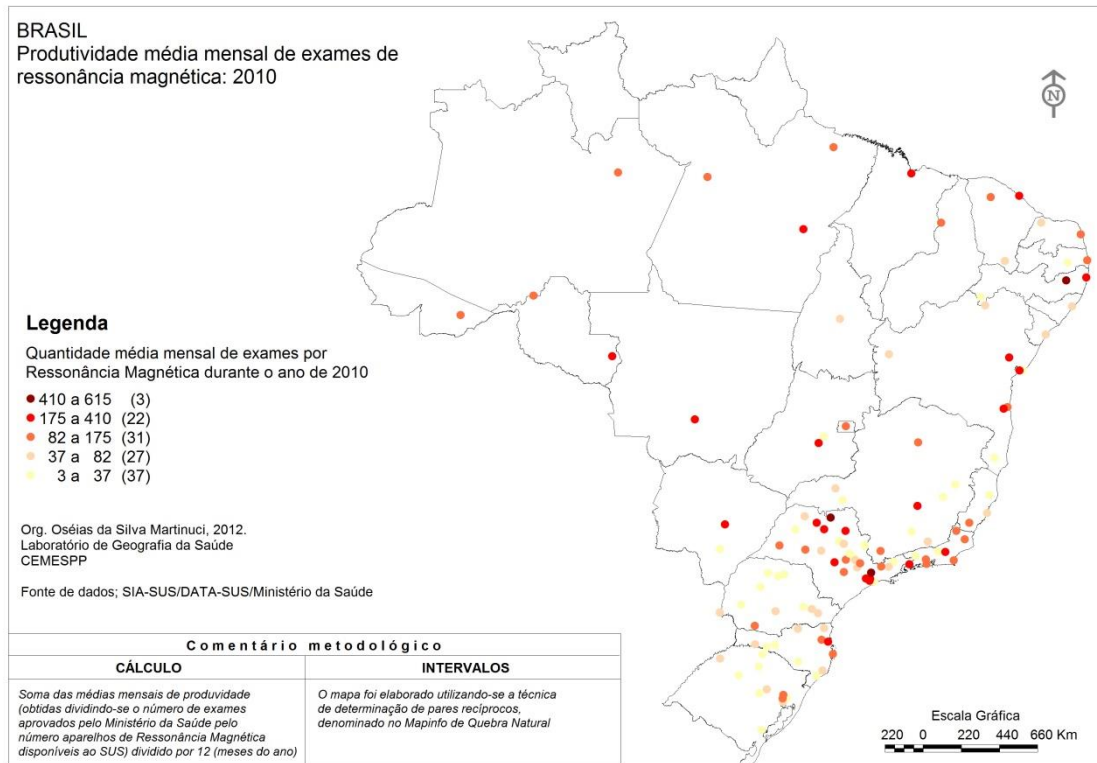 BRASIL
Produtividade média mensal de exames de
ressonância magnética: 2010
N
Legenda
Quantidade média mensal de exames por
Ressonância Magnética durante o ano de 2010
410 a 615 (3)
175 a 410 (22)
82 a 175 (31)
37 a 82 (27)
3 a 37 (37)
Org. Oséias da Silva Martinuci, 2012.
Laboratório de Geografia da Saúde
CEMESPP
Fonte de dados; SIA-SUS/DATA-SUS/Ministério da Saúde
Comentário metodológico
CÁLCULO
Soma das médias mensais de produvidade
(obtidas dividindo-se o número de exames
aprovados pelo Ministério da Saúde pelo
número aparelhos de Ressonância Magnética
disponíveis ao SUS) dividido por 12 (meses do ano)
INTERVALOS
O mapa foi elaborado utilizando-se a técnica
de determinação de pares recíprocos,
denominado no Mapinfo de Quebra Natural
Escala Gráfica
220 0 220 440 660 Km